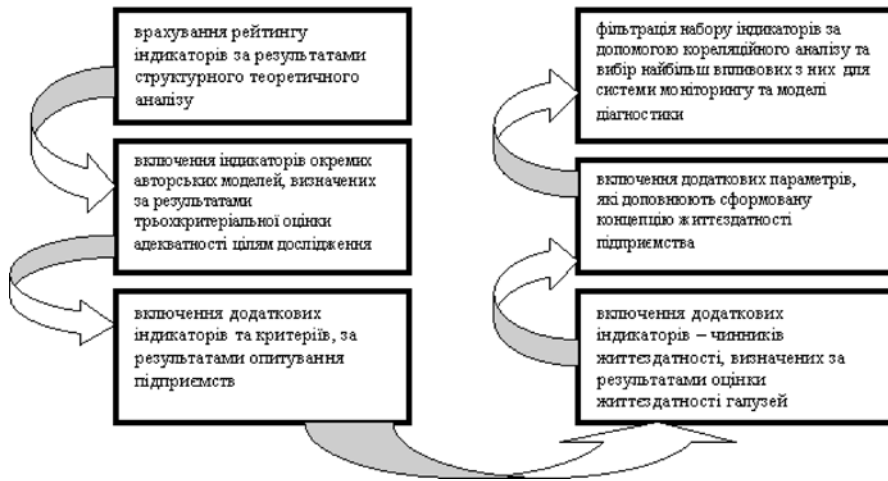 врахування рейтингу
індикаторів за результатами
структурного теоретичного
аналізу
включення індикаторів окремих
авторських моделей, визначених
за результатами
трьохкритеріальної оцінки
адекватності цілям дослідження
включення додаткових
індикаторів та критеріїв, за
результатами опитування
підприємств
включення додаткових
індикаторів – чинників
життєздатності, визначених за
результатами оцінки
життєздатності галузей
включення додаткових параметрів,
які доповнюють сформовану
концепцію життєздатності
підприємства
фільтрація набору індикаторів за
допомогою кореляційного аналізу та
вибір найбільш впливових з них для
системи моніторингу та моделі
діагностики